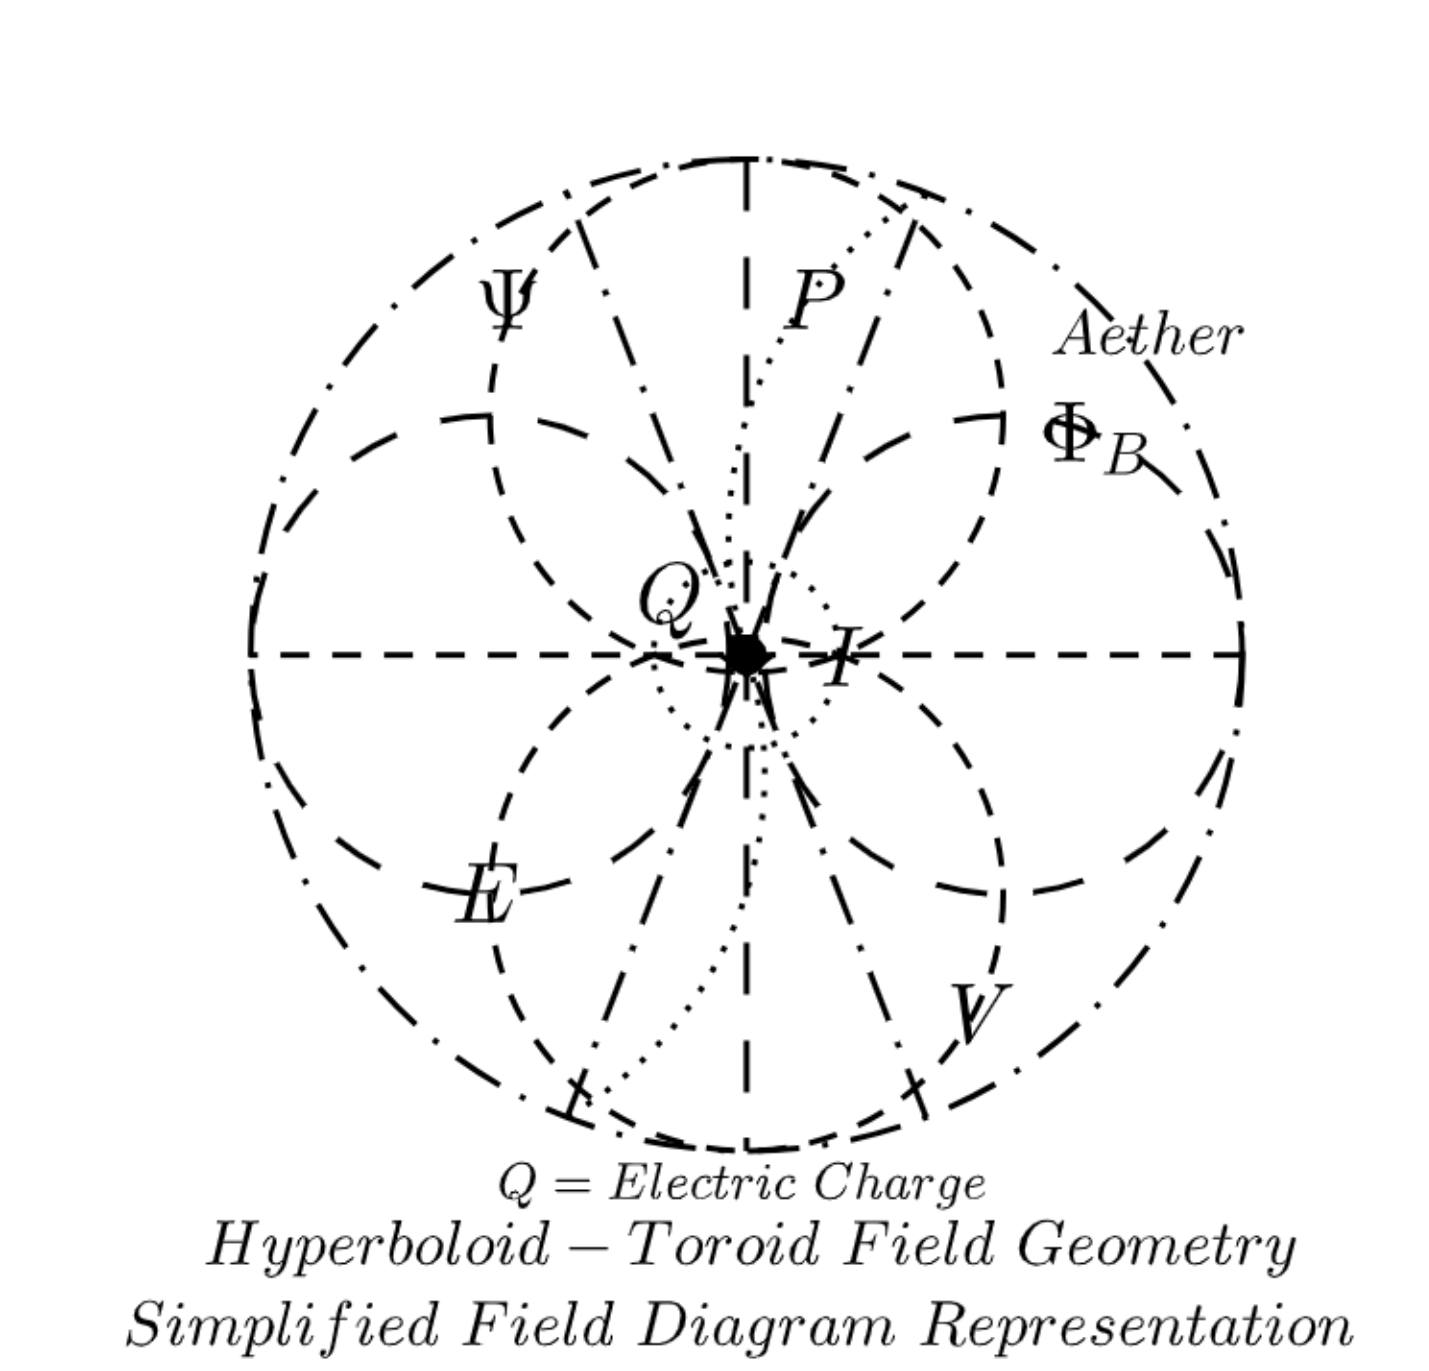 Ψ P
Aether
Φ_B
Q
I
E
V
Q = Electric Charge
Hyperboloid − Toroid Field Geometry
Simplified Field Diagram Representation